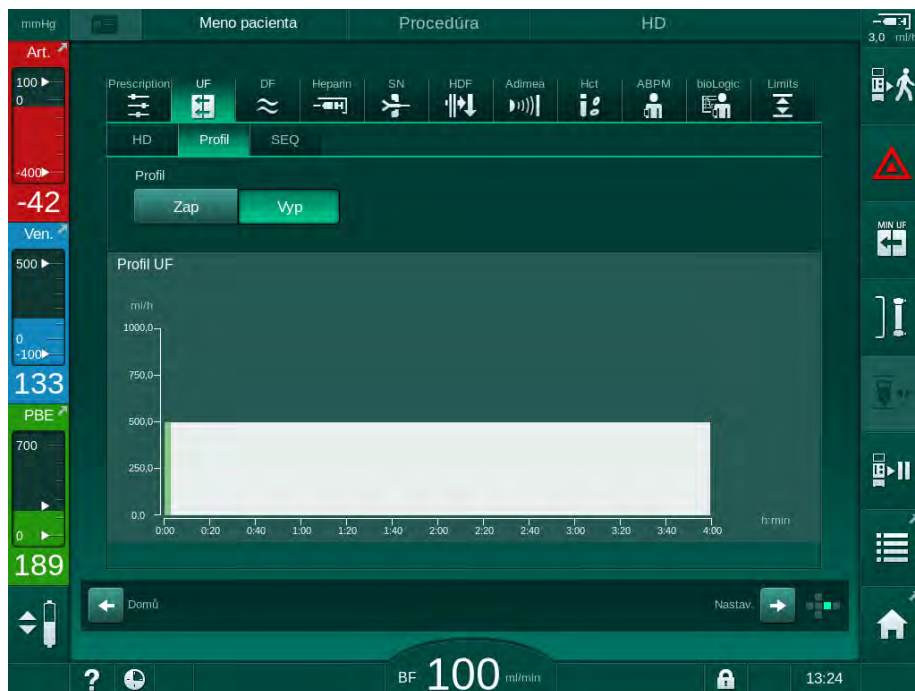 mmHg
Meno pacienta
Procedúra
HD
3,0 ml/h
Art.
100
0
-400
-42
Ven.
500
0
-100
133
PBE
700
0
189
Prescription UF DF Heparin SN HDF Adimea Hct ABPM bioLogic Limits
HD Profil SEQ
Profil
Zap Vyp
Profil UF
ml/h
1000,0
750,0
500,0
250,0
0.0
0:00 0:20 0:40 1:00 1:20 1:40 2:00 2:20 2:40 3:00 3:20 3:40 4:00
h:min
MIN UF
Domů
Nastav.
? BF 100 ml/min 13:24